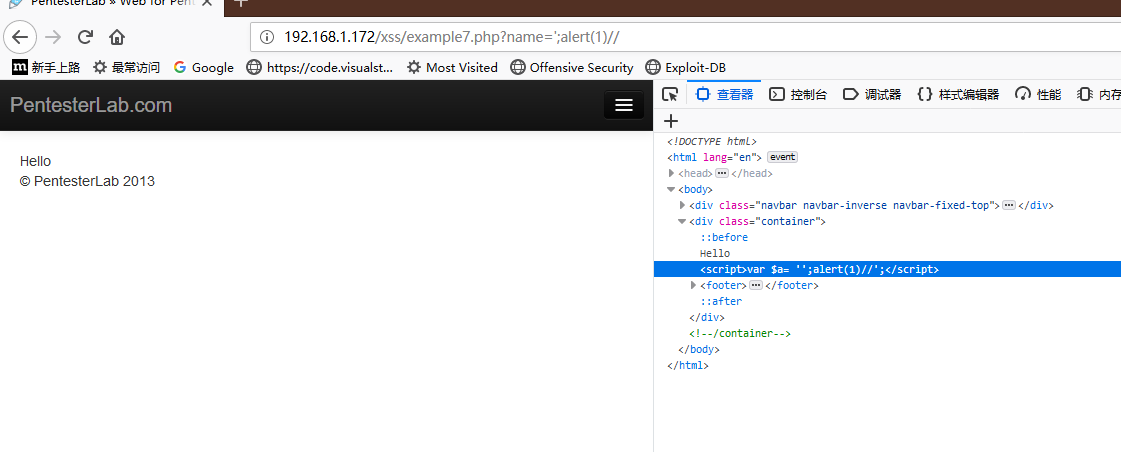 PentesterLab » Web for Pent
192.168.1.172/xss/example7.php?name=';alert(1)//
新手上路 最常访问 Google https://code.visualst... Most Visited Offensive Security Exploit-DB
PentesterLab.com
Hello
© PentesterLab 2013
查看器 控制台 调试器 {} 样式编辑器 性能 内存
<!DOCTYPE html>
<html lang="en"> event
<head>…</head>
<body>
<div class="navbar navbar-inverse navbar-fixed-top">…</div>
<div class="container">
::before
Hello
<script>var $a= '';alert(1)//';</script>
<footer>…</footer>
::after
</div>
<!--/container-->
</body>
</html>